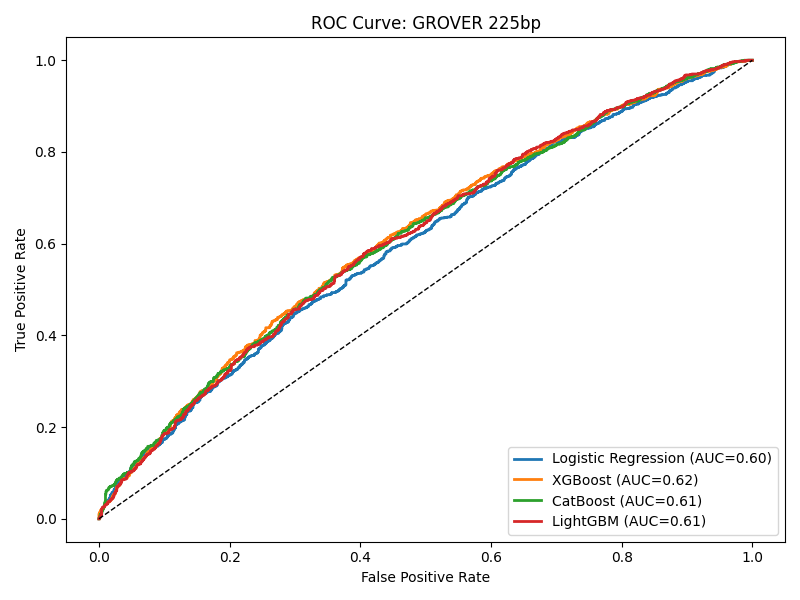 ROC Curve: GROVER 225bp
True Positive Rate
1.0
0.8
0.6
0.4
0.2
0.0
Logistic Regression (AUC=0.60)
XGBoost (AUC=0.62)
CatBoost (AUC=0.61)
LightGBM (AUC=0.61)
0.0 0.2 0.4 0.6 0.8 1.0
False Positive Rate